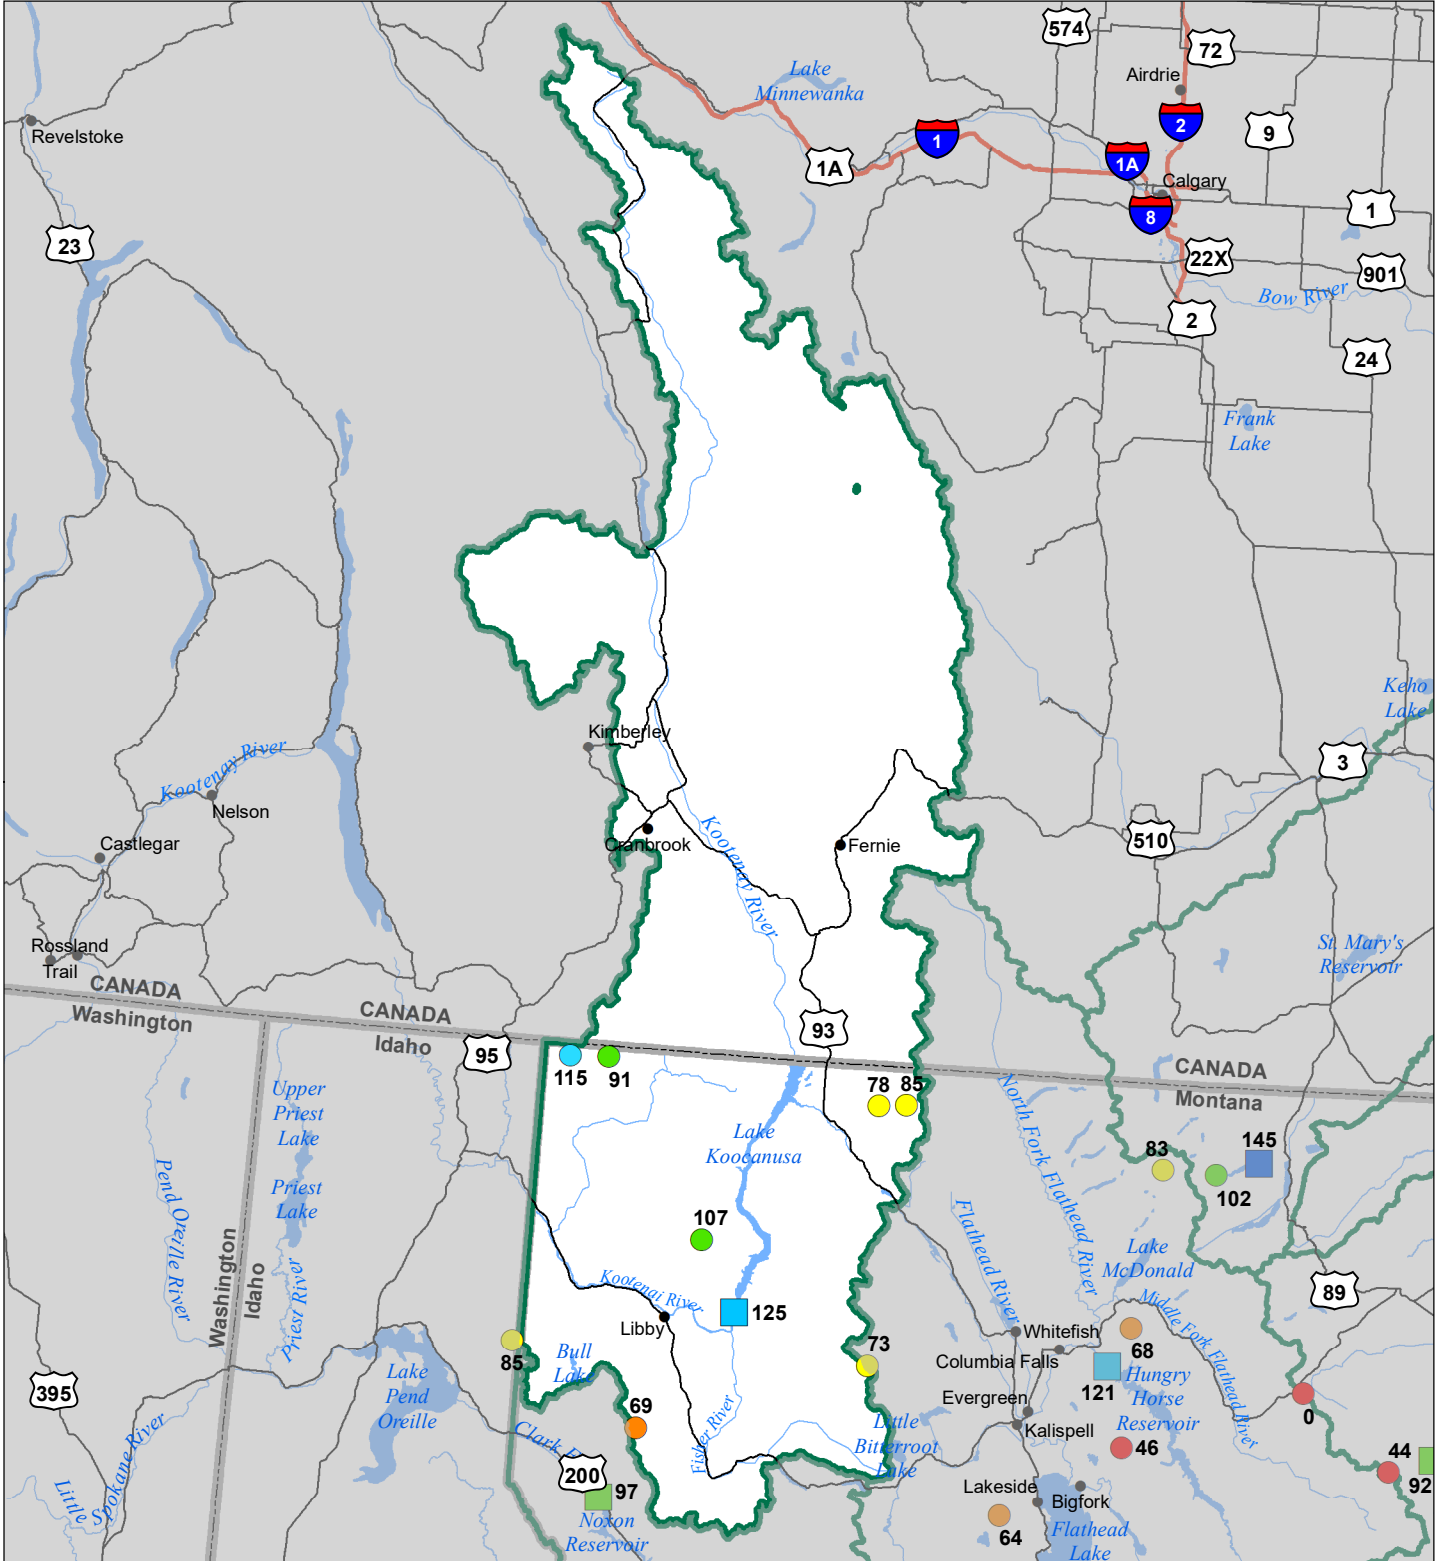 574
72
Lake
Minnewanka
Airdrie
2
9
Revelstoke
1
1A
1A
Calgary
8
1
23
22X
901
Bow River
2
24
Frank
Lake
Keho
Lake
Kimberley
Kootenay River
3
Nelson
Castlegar
Kootenay River
Cranbrook
Fernie
510
Rossland
Trail
St. Mary's
Reservoir
CANADA
Washington
CANADA
Idaho
95
93
CANADA
Montana
115
91
78
85
Upper
Priest
Lake
Priest
Lake
Lake
Koocanusa
North Fork Flathead River
83
145
102
Pend Oreille River
Washington
Idaho
Priest River
107
Flathead River
Lake
McDonald
Kootenai River
125
Libby
89
Middle Fork Flathead River
Whitefish
68
Columbia Falls
85
Bull
Lake
73
121
Hungry
Horse
Reservoir
395
Lake
Pend
Oreille
Evergreen
0
69
Kalispell
46
Little
Bitterroot
Lake
Fisher River
Clark
200
97
Noxon
Reservoir
Little
Spokane River
44
92
Lakeside
Bigfork
64
Flathead
Lake